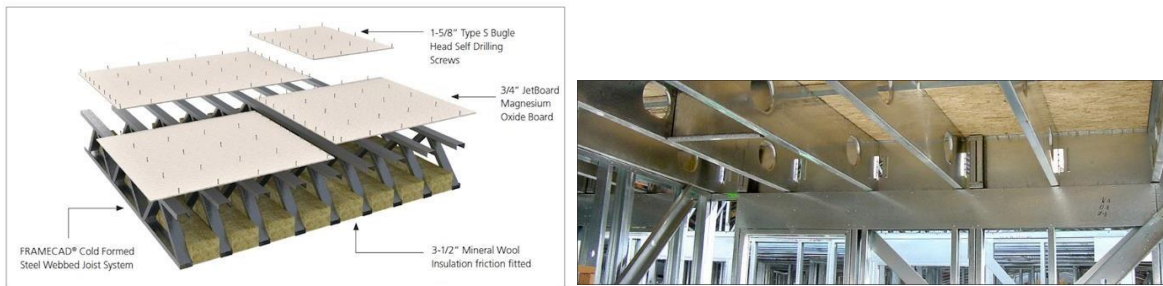 1-5/8" Type S Bugle
Head Self Drilling
Screws
3/4" JetBoard
Magnesium
Oxide Board
FRAMECAD® Cold Formed
Steel Webbed Joist System
3-1/2" Mineral Wool
Insulation friction fitted